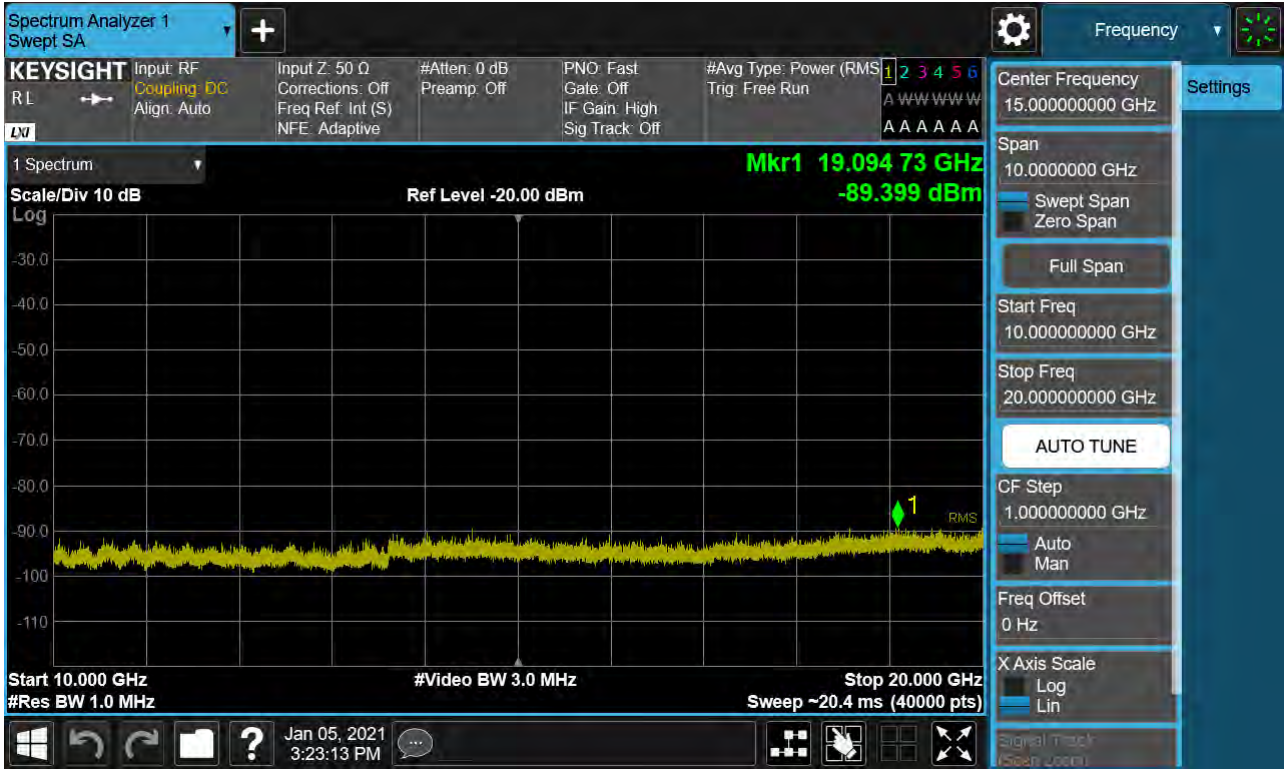 Spectrum Analyzer 1
Swept SA
+
Frequency
KEYSIGHT
R L
LXI
Input: RF
Coupling: DC
Align: Auto
Input Z: 50 Ω
Corrections: Off
Freq Ref: Int (S)
NFE: Adaptive
#Atten: 0 dB
Preamp: Off
PNO: Fast
Gate: Off
IF Gain: High
Sig Track: Off
#Avg Type: Power (RMS
Trig: Free Run
1 2 3 4 5 6
A W W W W W
A A A A A A
Center Frequency
15.000000000 GHz
Settings
1 Spectrum
Mkr1 19.094 73 GHz
Scale/Div 10 dB
Ref Level -20.00 dBm
-89.399 dBm
Log
-30.0
-40.0
-50.0
-60.0
-70.0
-80.0
-90.0
-100
-110
1
RMS
Start 10.000 GHz
#Video BW 3.0 MHz
Stop 20.000 GHz
#Res BW 1.0 MHz
Sweep ~20.4 ms (40000 pts)
Span
10.0000000 GHz
Swept Span
Zero Span
Full Span
Start Freq
10.000000000 GHz
Stop Freq
20.000000000 GHz
AUTO TUNE
CF Step
1.000000000 GHz
Auto
Man
Freq Offset
0 Hz
X Axis Scale
Log
Lin
Signal Track
(Span Zoom)
?
Jan 05, 2021
3:23:13 PM